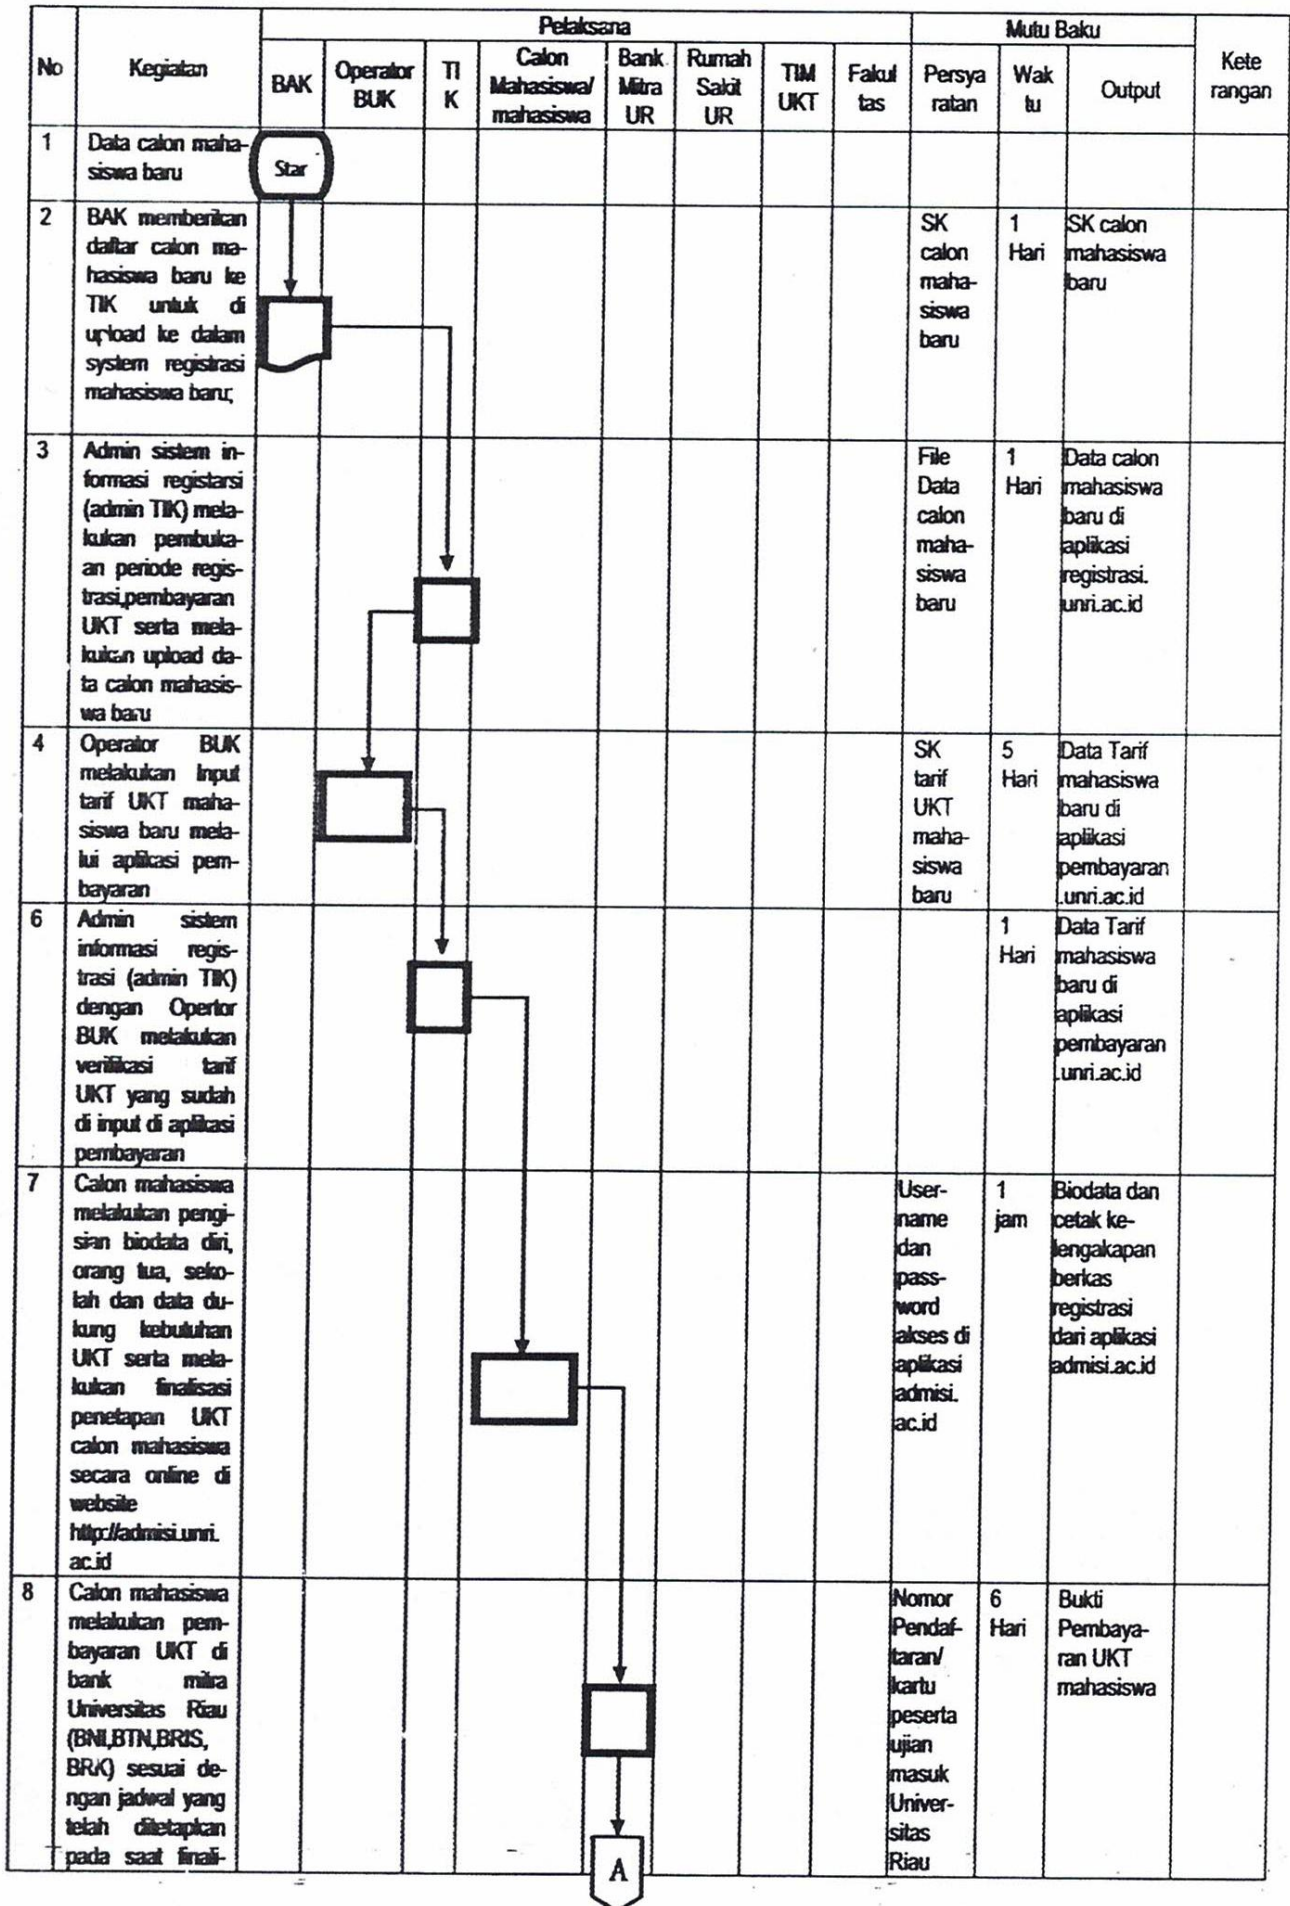 Pelaksana
Mutu Baku
No
Kegiatan
BAK
Operator
BUK
TI
K
Calon
Mahasiswa/
mahasiswa
Bank
Mitra
UR
Rumah
Sakit
UR
TIM
UKT
Fakul
tas
Persya
ratan
Wak
tu
Output
Kete
rangan
1
Data calon maha-
siswa baru
Star
2
BAK memberikan
daftar calon ma-
hasiswa baru ke
TIK untuk di
upload ke dalam
system registrasi
mahasiswa baru;
SK
calon
maha-
siswa
baru
1
Hari
SK calon
mahasiswa
baru
3
Admin sistem in-
formasi registarsi
(admin TIK) mela-
kukan pembuka-
an periode regis-
trasi,pembayaran
UKT serta mela-
kukan upload da-
ta calon mahasis-
wa baru
File
Data
calon
maha-
siswa
baru
1
Hari
Data calon
mahasiswa
baru di
aplikasi
registrasi.
unri.ac.id
4
Operator BUK
melakukan Input
tarif UKT maha-
siswa baru mela-
lui aplikasi pem-
bayaran
SK
tarif
UKT
maha-
siswa
baru
5
Hari
Data Tarif
mahasiswa
baru di
aplikasi
pembayaran
.unri.ac.id
6
Admin sistem
informasi regis-
trasi (admin TIK)
dengan Opertor
BUK melakukan
verifikasi tarif
UKT yang sudah
di input di aplikasi
pembayaran
1
Hari
Data Tarif
mahasiswa
baru di
aplikasi
pembayaran
.unri.ac.id
7
Calon mahasiswa
melakukan pengi-
sian biodata diri,
orang tua, seko-
lah dan data du-
kung kebutuhan
UKT serta mela-
kukan finalisasi
penetapan UKT
calon mahasiswa
secara online di
website
http://admisi.unri.
ac.id
User-
name
dan
pass-
word
akses di
aplikasi
admisi.
ac.id
1
jam
Biodata dan
cetak ke-
lengakapan
berkas
registrasi
dari aplikasi
admisi.ac.id
8
Calon mahasiswa
melakukan pem-
bayaran UKT di
bank mitra
Universitas Riau
(BNI,BTN,BRIS,
BRK) sesuai de-
ngan jadwal yang
telah ditetapkan
pada saat finali-
Nomor
Pendaf-
taran/
kartu
peserta
ujian
masuk
Univer-
sitas
Riau
6
Hari
Bukti
Pembaya-
ran UKT
mahasiswa
A